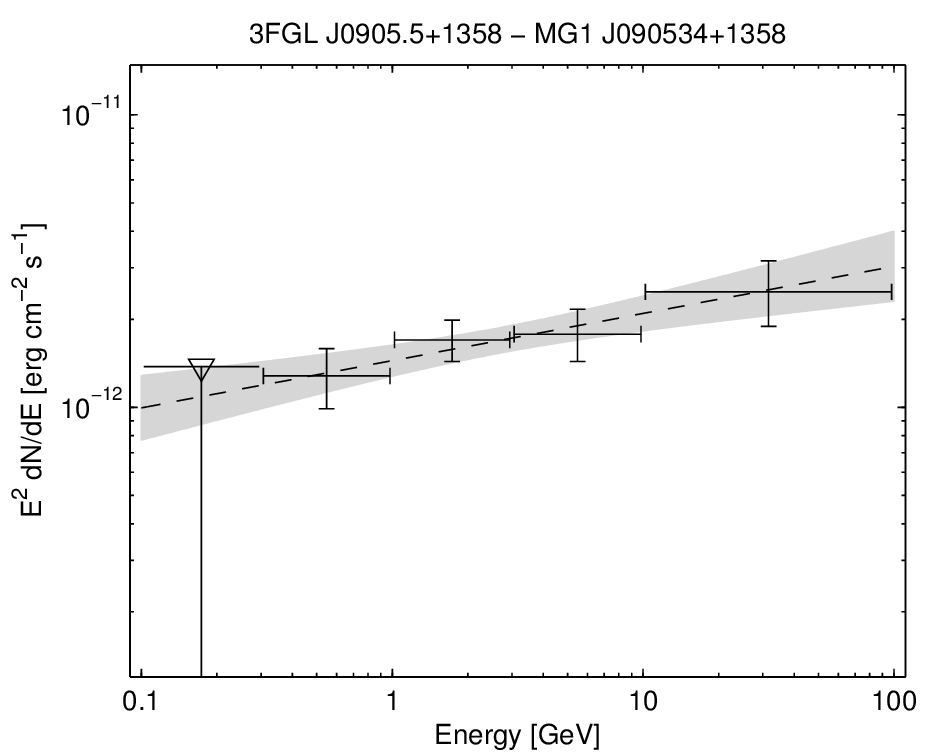 3FGL J0905.5+1358 − MG1 J090534+1358
10⁻¹¹
10⁻¹²
E² dN/dE [erg cm⁻² s⁻¹]
0.1 1 10 100
Energy [GeV]